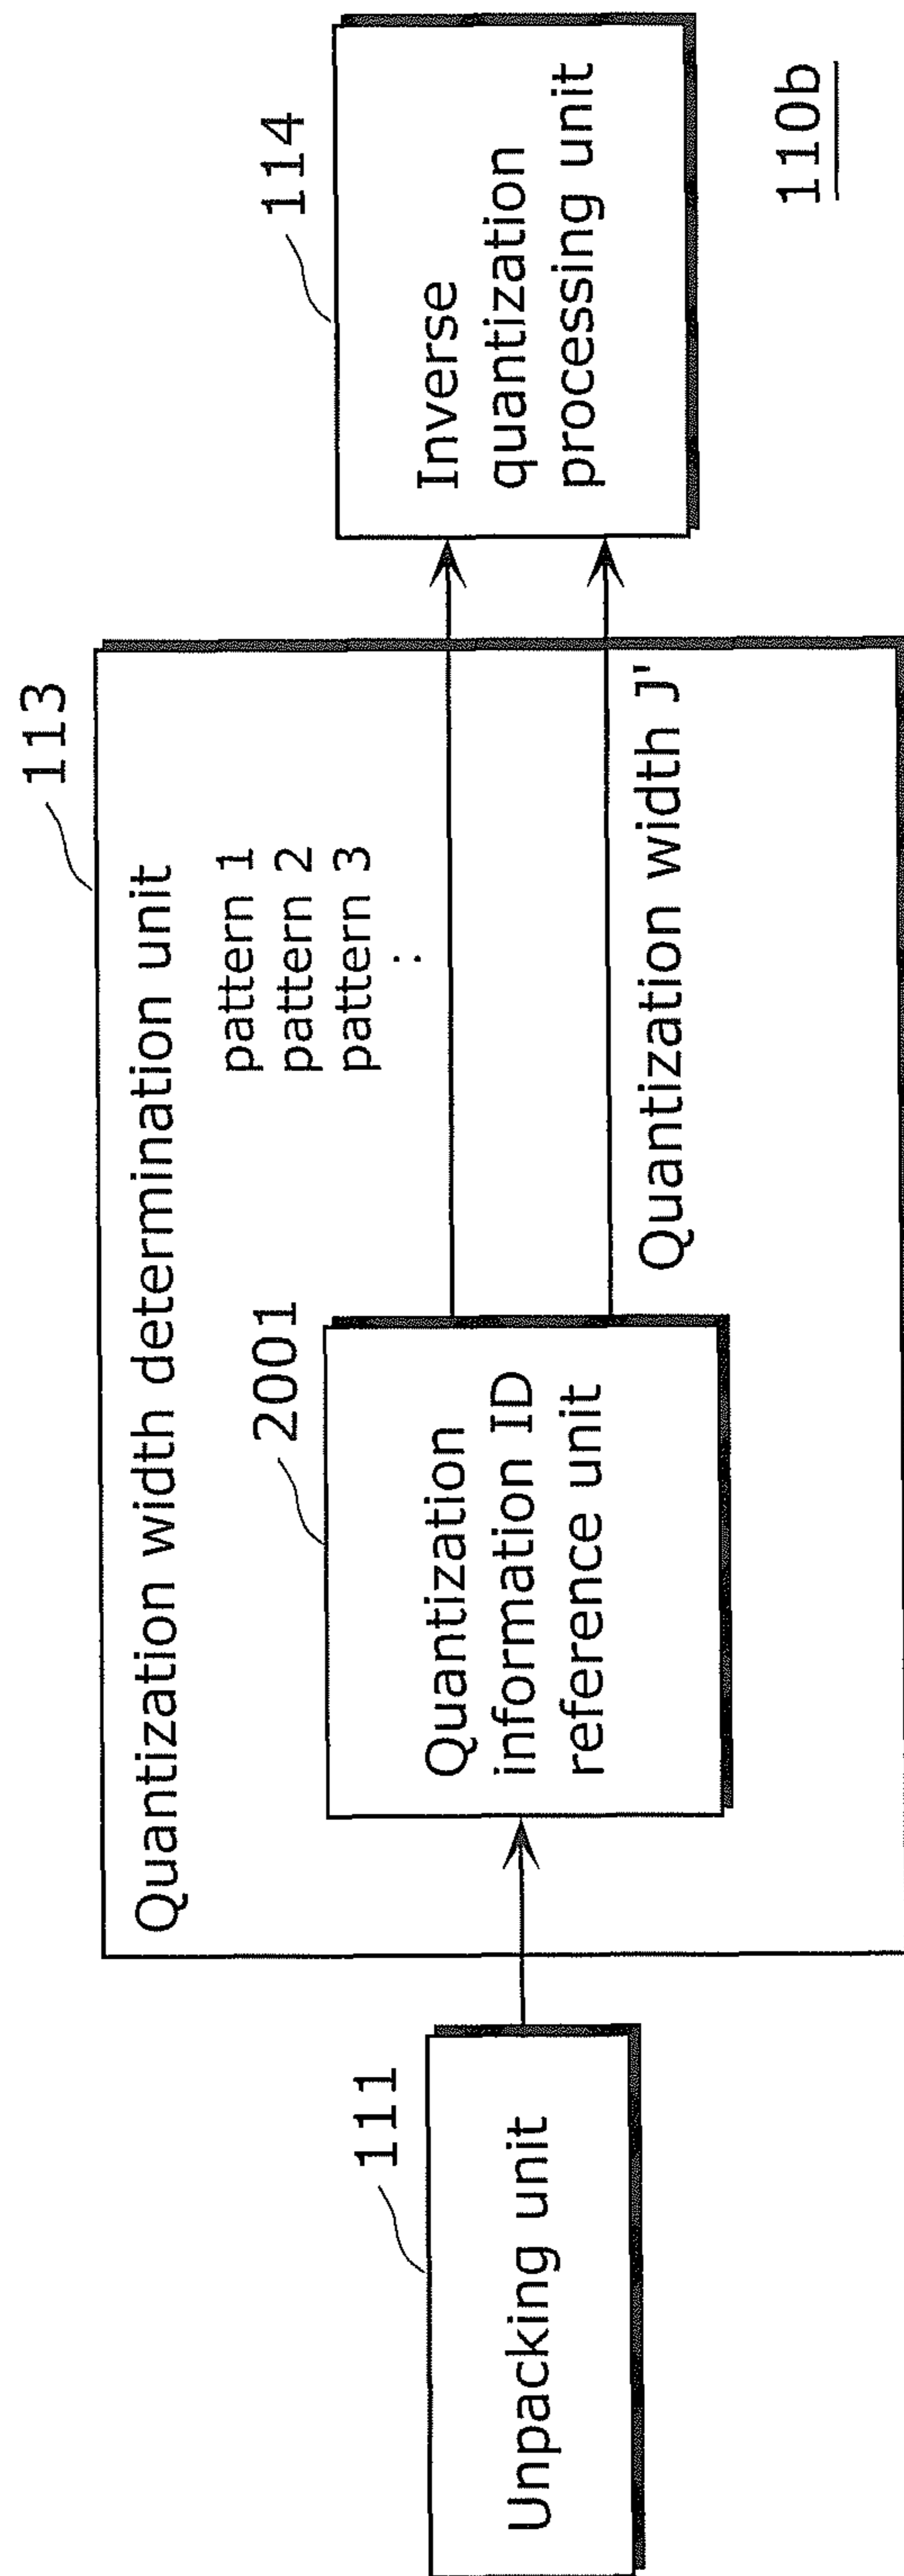 111
Unpacking unit
113
Quantization width determination unit
2001
Quantization
information ID
reference unit
pattern 1
pattern 2
pattern 3
:
Quantization width J'
114
Inverse
quantization
processing unit
110b